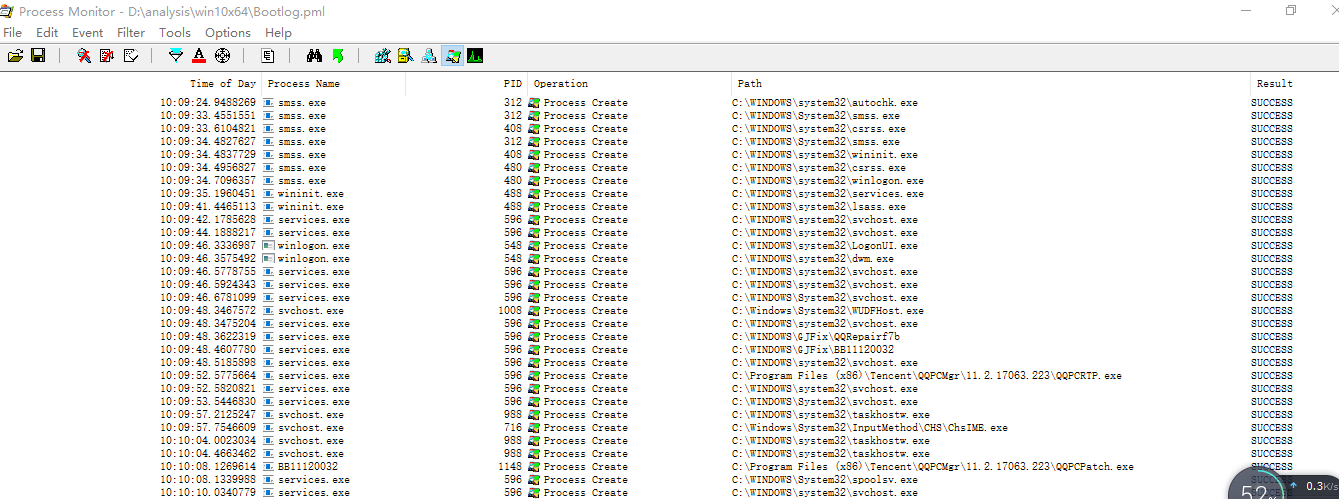 Process Monitor - D:\analysis\win10x64\Bootlog.pml
File Edit Event Filter Tools Options Help
Time of Day Process Name PID Operation Path Result
10:09:24.9488269 smss.exe 312 Process Create C:\WINDOWS\system32\autochk.exe SUCCESS
10:09:33.4551551 smss.exe 312 Process Create C:\WINDOWS\System32\smss.exe SUCCESS
10:09:33.6104821 smss.exe 408 Process Create C:\WINDOWS\system32\csrss.exe SUCCESS
10:09:34.4827627 smss.exe 312 Process Create C:\WINDOWS\System32\smss.exe SUCCESS
10:09:34.4837729 smss.exe 408 Process Create C:\WINDOWS\system32\wininit.exe SUCCESS
10:09:34.4956827 smss.exe 480 Process Create C:\WINDOWS\system32\csrss.exe SUCCESS
10:09:34.7096357 smss.exe 480 Process Create C:\WINDOWS\system32\winlogon.exe SUCCESS
10:09:35.1960451 wininit.exe 488 Process Create C:\WINDOWS\system32\services.exe SUCCESS
10:09:41.4465113 wininit.exe 488 Process Create C:\WINDOWS\system32\lsass.exe SUCCESS
10:09:42.1785628 services.exe 596 Process Create C:\WINDOWS\system32\svchost.exe SUCCESS
10:09:44.1888217 services.exe 596 Process Create C:\WINDOWS\system32\svchost.exe SUCCESS
10:09:46.3336987 winlogon.exe 548 Process Create C:\WINDOWS\system32\LogonUI.exe SUCCESS
10:09:46.3575492 winlogon.exe 548 Process Create C:\WINDOWS\system32\dwm.exe SUCCESS
10:09:46.5778755 services.exe 596 Process Create C:\WINDOWS\system32\svchost.exe SUCCESS
10:09:46.5924343 services.exe 596 Process Create C:\WINDOWS\system32\svchost.exe SUCCESS
10:09:46.6781099 services.exe 596 Process Create C:\WINDOWS\System32\svchost.exe SUCCESS
10:09:48.3467572 svchost.exe 1008 Process Create C:\Windows\System32\WUDFHost.exe SUCCESS
10:09:48.3475204 services.exe 596 Process Create C:\WINDOWS\system32\svchost.exe SUCCESS
10:09:48.3622319 services.exe 596 Process Create C:\WINDOWS\GJFix\QQRepairf7b SUCCESS
10:09:48.4607780 services.exe 596 Process Create C:\WINDOWS\GJFix\BB11120032 SUCCESS
10:09:48.5185898 services.exe 596 Process Create C:\WINDOWS\system32\svchost.exe SUCCESS
10:09:52.5775664 services.exe 596 Process Create C:\Program Files (x86)\Tencent\QQPCMgr\11.2.17063.223\QQPCRTP.exe SUCCESS
10:09:52.5820821 services.exe 596 Process Create C:\WINDOWS\system32\svchost.exe SUCCESS
10:09:53.5446830 services.exe 596 Process Create C:\WINDOWS\System32\svchost.exe SUCCESS
10:09:57.2125247 svchost.exe 988 Process Create C:\WINDOWS\system32\taskhostw.exe SUCCESS
10:09:57.7546609 svchost.exe 716 Process Create C:\Windows\System32\InputMethod\CHS\ChsIME.exe SUCCESS
10:10:04.0023034 svchost.exe 988 Process Create C:\WINDOWS\system32\taskhostw.exe SUCCESS
10:10:04.4663462 svchost.exe 988 Process Create C:\WINDOWS\system32\taskhostw.exe SUCCESS
10:10:08.1269614 BB11120032 1148 Process Create C:\Program Files (x86)\Tencent\QQPCMgr\11.2.17063.223\QQPCPatch.exe SUCCESS
10:10:08.1339988 services.exe 596 Process Create C:\WINDOWS\System32\spoolsv.exe SUCCESS
10:10:10.0340779 services.exe 596 Process Create C:\WINDOWS\system32\svchost.exe SUCCESS
52% 0.3K/s